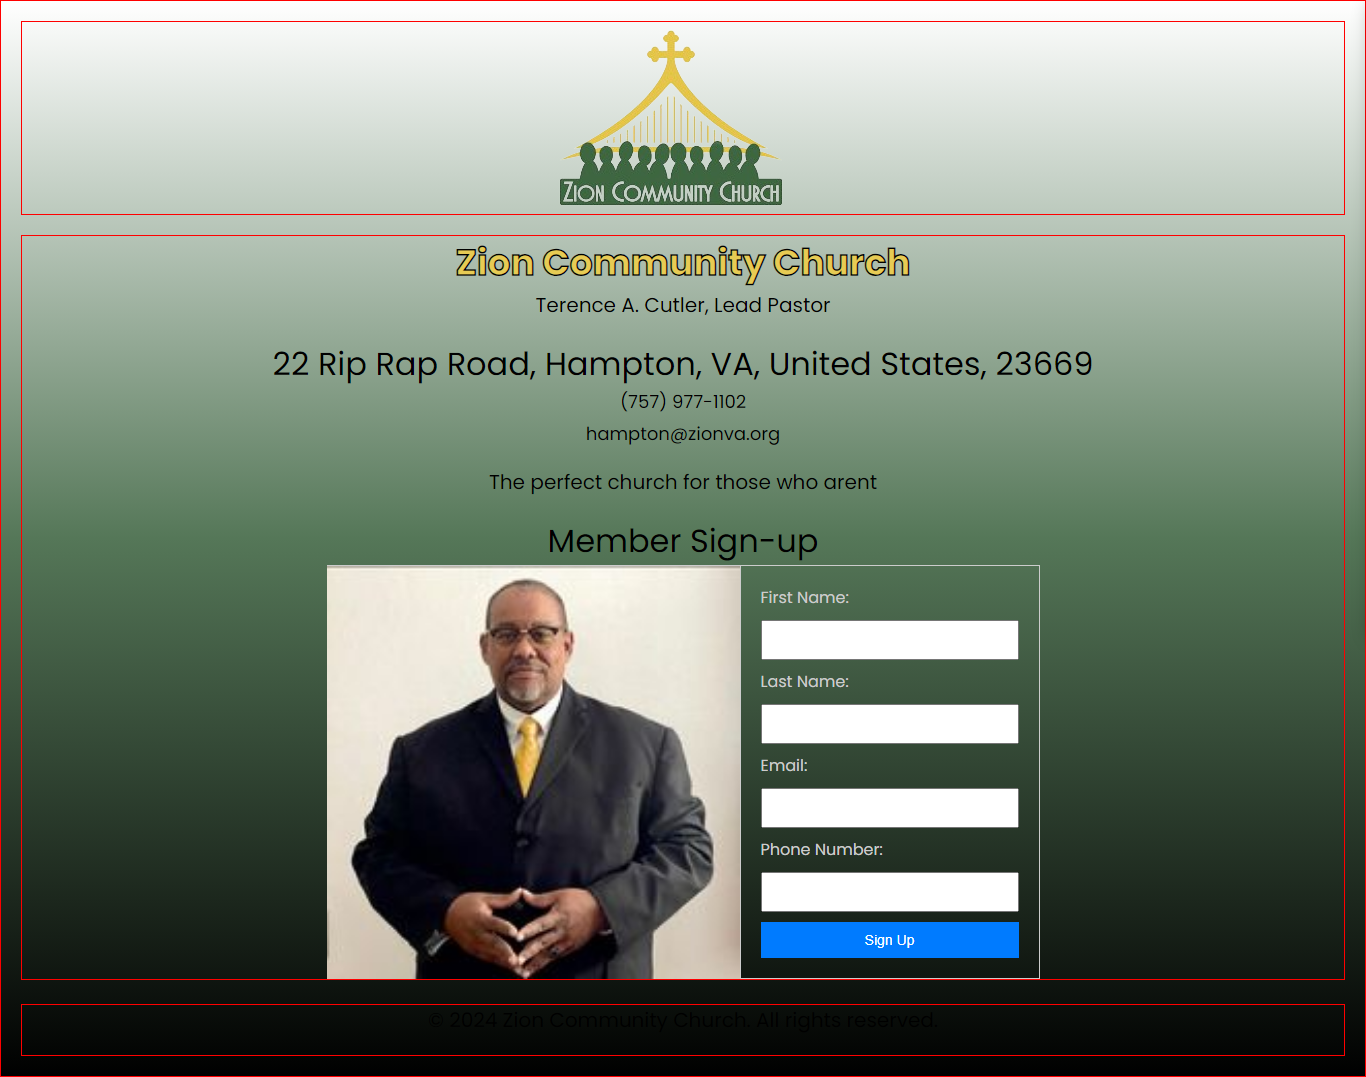 Zion Community Church
Zion Community Church
Terence A. Cutler, Lead Pastor
22 Rip Rap Road, Hampton, VA, United States, 23669
(757) 977-1102
hampton@zionva.org
The perfect church for those who arent
Member Sign-up
First Name:
Last Name:
Email:
Phone Number:
Sign Up
© 2024 Zion Community Church. All rights reserved.